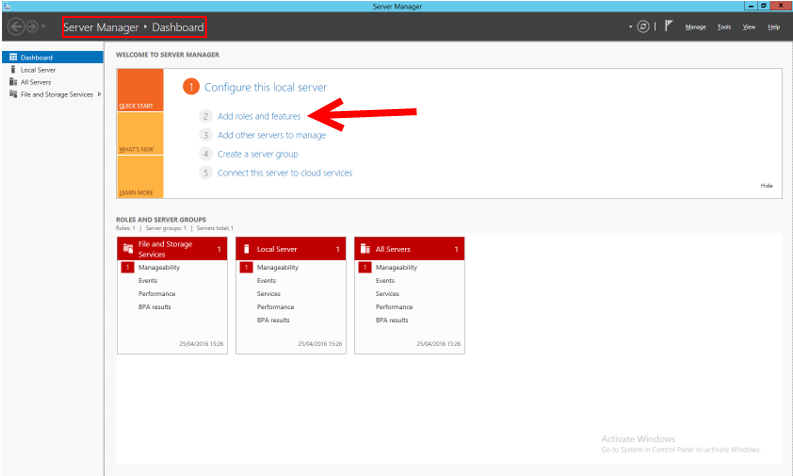 Server Manager
Server Manager • Dashboard
Manage Tools View Help
Dashboard
Local Server
All Servers
File and Storage Services
WELCOME TO SERVER MANAGER
QUICK START
WHAT'S NEW
LEARN MORE
1 Configure this local server
2 Add roles and features
3 Add other servers to manage
4 Create a server group
5 Connect this server to cloud services
Hide
ROLES AND SERVER GROUPS
Roles: 1 | Server groups: 1 | Servers total: 1
File and Storage Services 1
1 Manageability
Events
Performance
BPA results
25/04/2016 15:26
Local Server 1
1 Manageability
Events
Services
Performance
BPA results
25/04/2016 15:26
All Servers 1
1 Manageability
Events
Services
Performance
BPA results
25/04/2016 15:26
Activate Windows
Go to System in Control Panel to activate Windows.